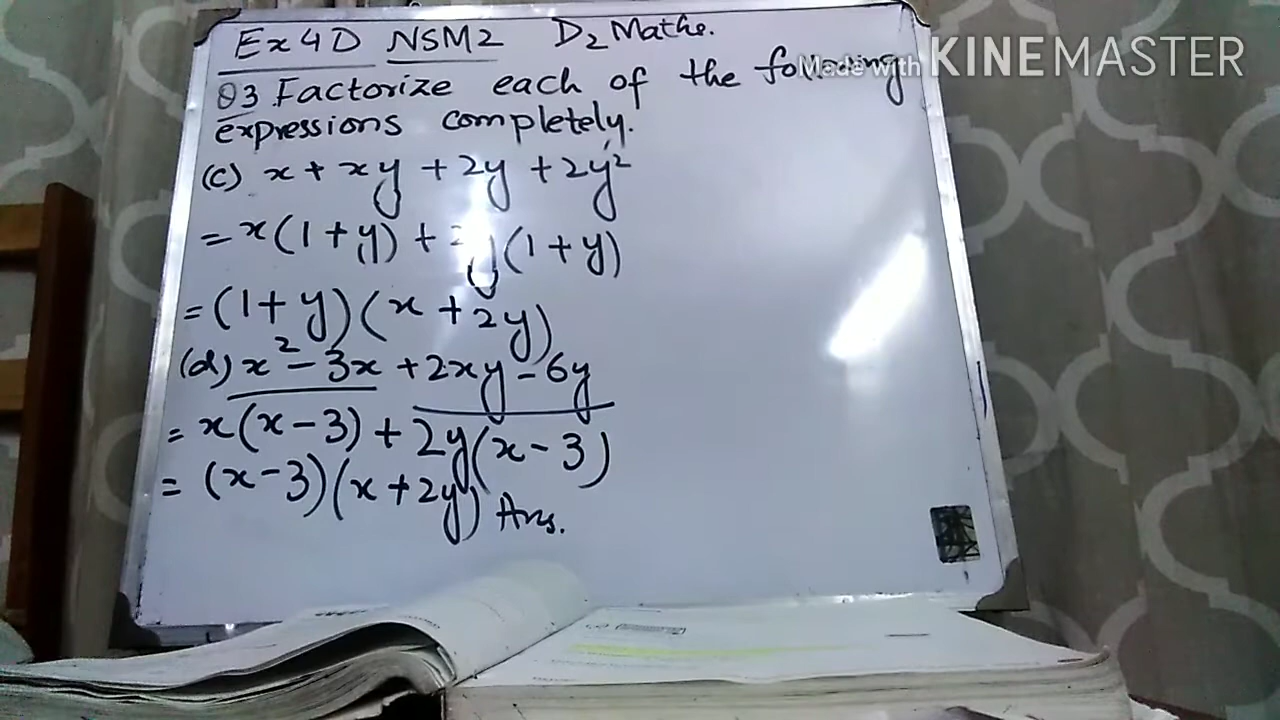 Ex 4 D NSM2 D2 Maths.
Made with KINEMASTER
Q3 Factorize each of the following
expressions completely.
(c) x + xy + 2y + 2y²
= x(1 + y) + 2y(1 + y)
= (1 + y)(x + 2y)
(d) x² - 3x + 2xy - 6y
= x(x - 3) + 2y(x - 3)
= (x - 3)(x + 2y) Ans.